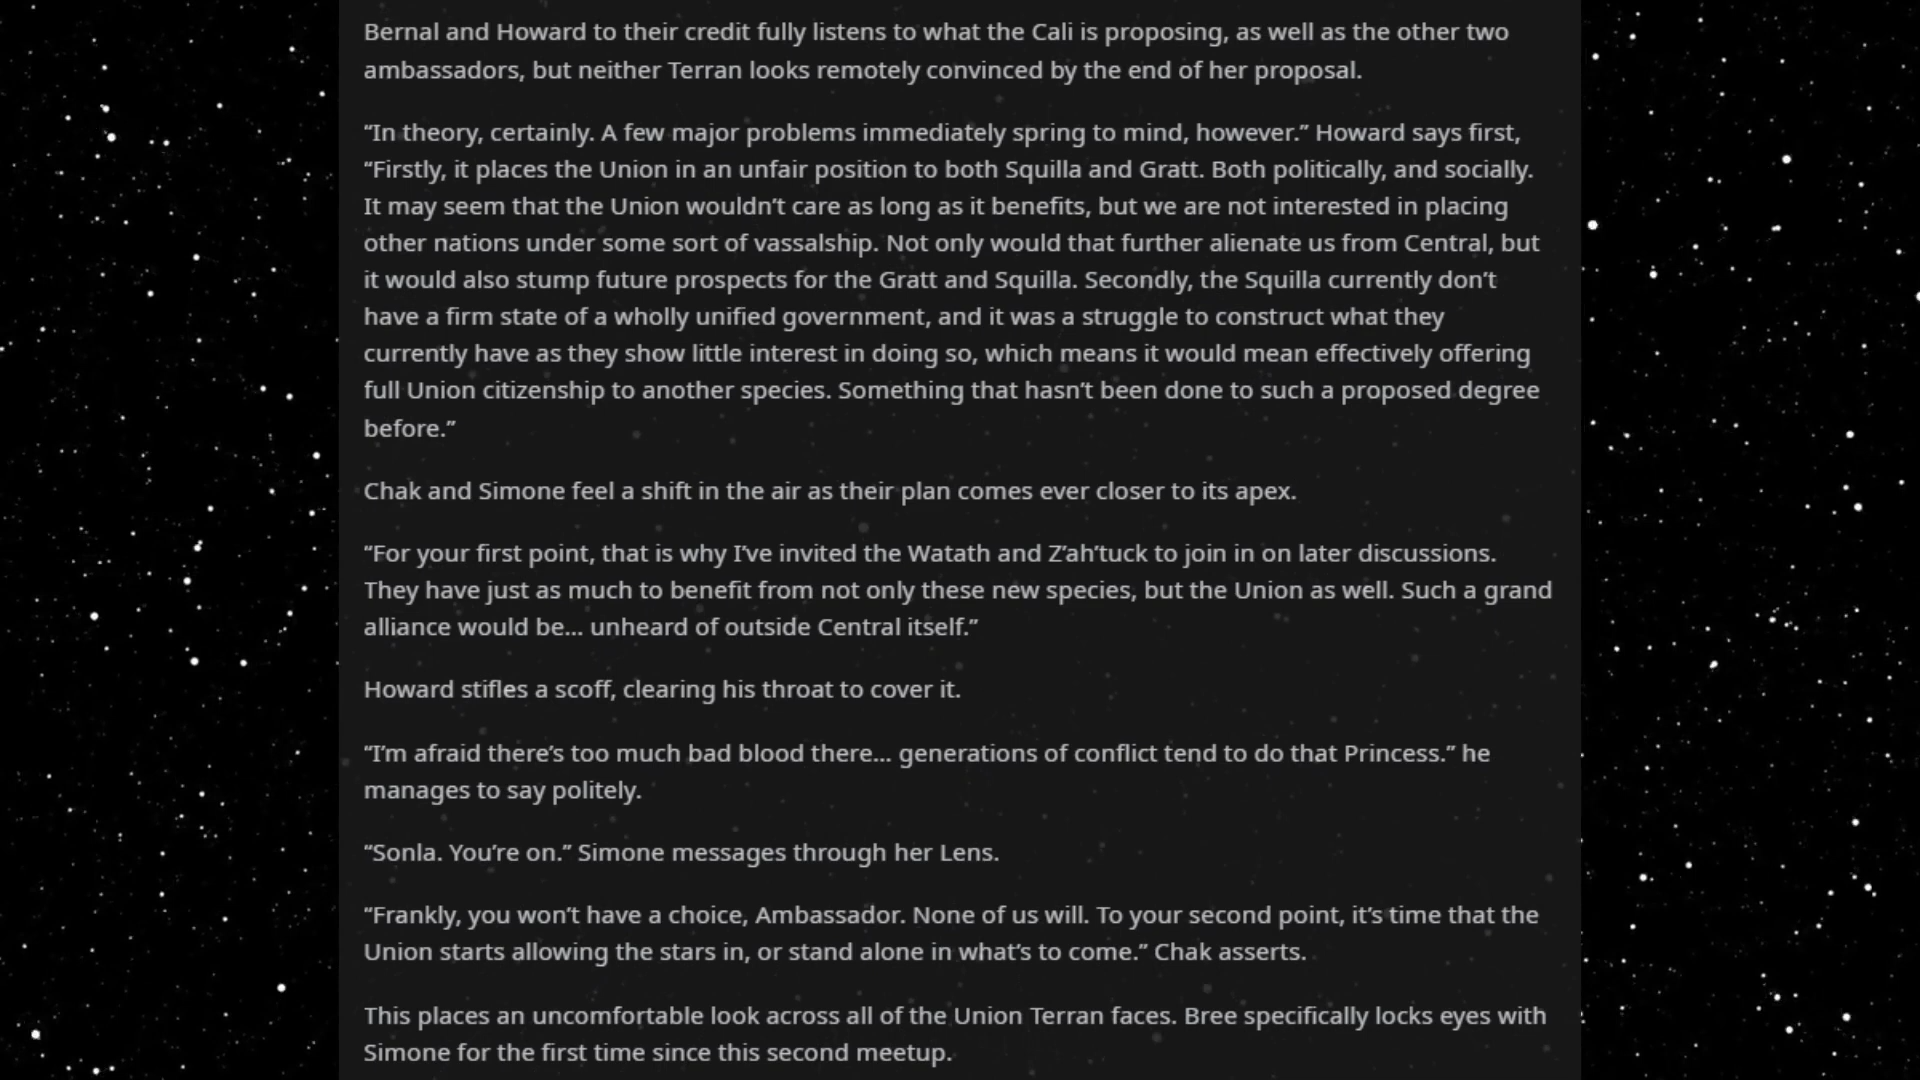 Bernal and Howard to their credit fully listens to what the Cali is proposing, as well as the other two
ambassadors, but neither Terran looks remotely convinced by the end of her proposal.
“In theory, certainly. A few major problems immediately spring to mind, however.” Howard says first,
“Firstly, it places the Union in an unfair position to both Squilla and Gratt. Both politically, and socially.
It may seem that the Union wouldn’t care as long as it benefits, but we are not interested in placing
other nations under some sort of vassalship. Not only would that further alienate us from Central, but
it would also stump future prospects for the Gratt and Squilla. Secondly, the Squilla currently don’t
have a firm state of a wholly unified government, and it was a struggle to construct what they
currently have as they show little interest in doing so, which means it would mean effectively offering
full Union citizenship to another species. Something that hasn’t been done to such a proposed degree
before.”
Chak and Simone feel a shift in the air as their plan comes ever closer to its apex.
“For your first point, that is why I’ve invited the Watath and Z’ah’tuck to join in on later discussions.
They have just as much to benefit from not only these new species, but the Union as well. Such a grand
alliance would be... unheard of outside Central itself.”
Howard stifles a scoff, clearing his throat to cover it.
“I’m afraid there’s too much bad blood there... generations of conflict tend to do that Princess.” he
manages to say politely.
“Sonla. You’re on.” Simone messages through her Lens.
“Frankly, you won’t have a choice, Ambassador. None of us will. To your second point, it’s time that the
Union starts allowing the stars in, or stand alone in what’s to come.” Chak asserts.
This places an uncomfortable look across all of the Union Terran faces. Bree specifically locks eyes with
Simone for the first time since this second meetup.